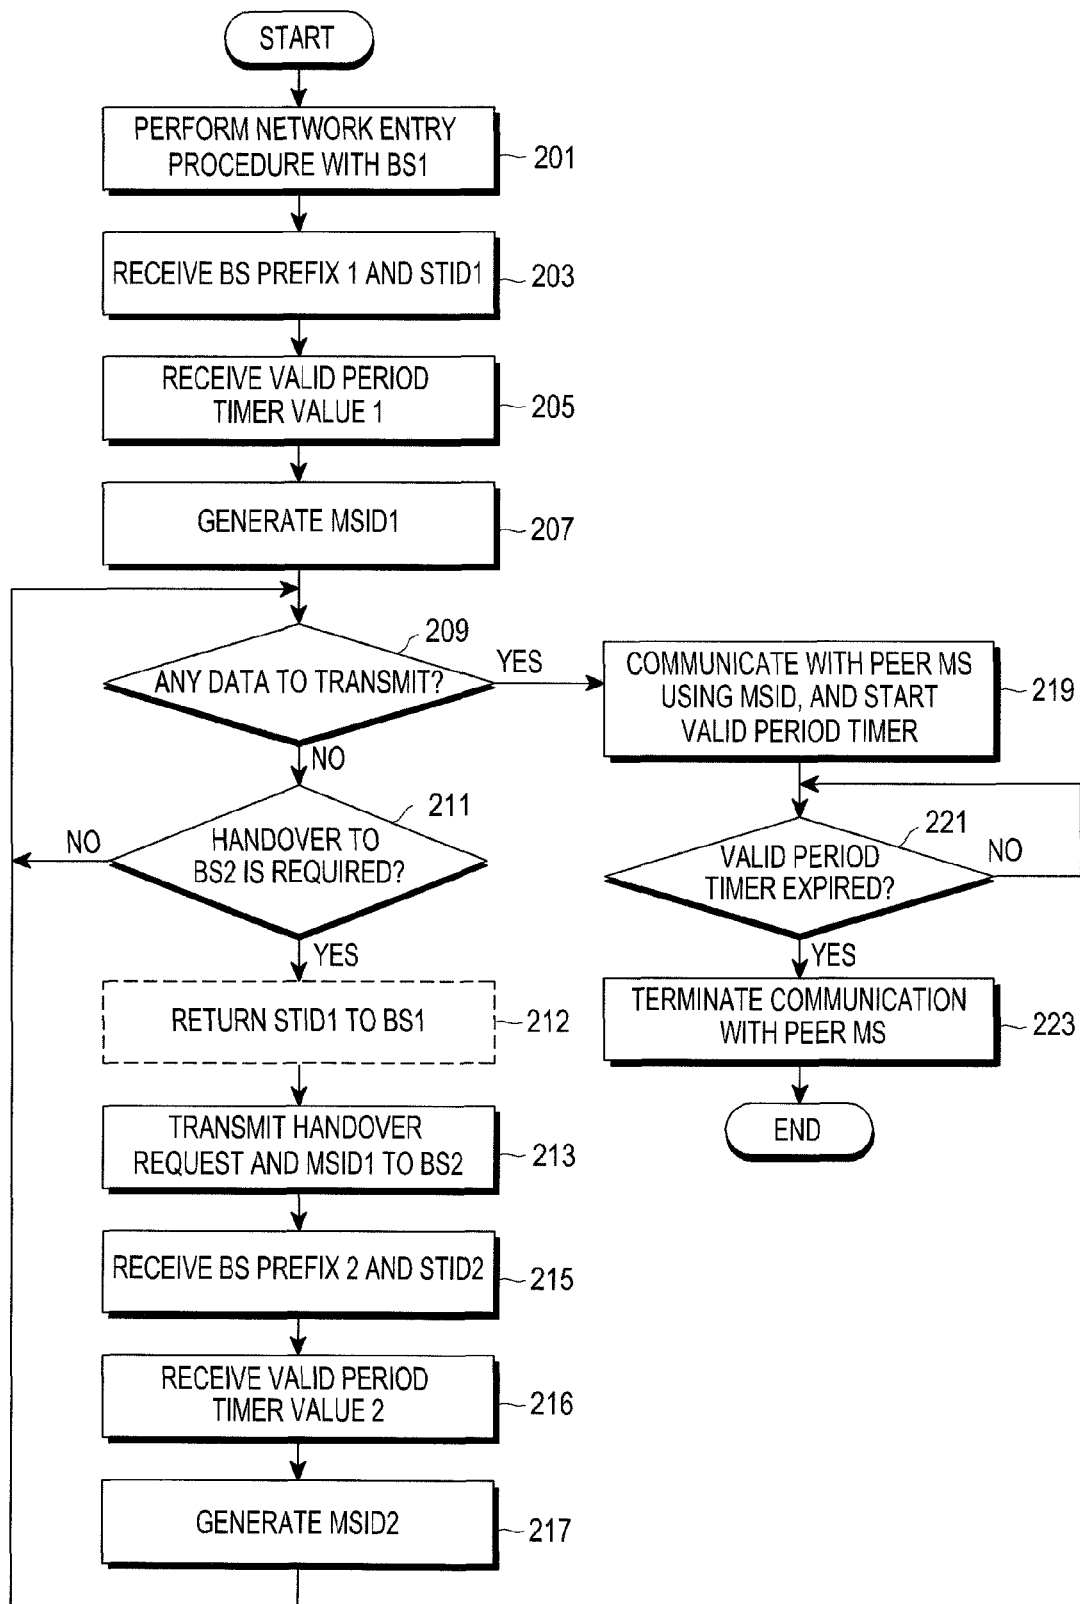 START
PERFORM NETWORK ENTRY
PROCEDURE WITH BS1
201
RECEIVE BS PREFIX 1 AND STID1
203
RECEIVE VALID PERIOD
TIMER VALUE 1
205
GENERATE MSID1
207
209
ANY DATA TO TRANSMIT?
YES
NO
211
HANDOVER TO
BS2 IS REQUIRED?
NO
YES
RETURN STID1 TO BS1
212
TRANSMIT HANDOVER
REQUEST AND MSID1 TO BS2
213
RECEIVE BS PREFIX 2 AND STID2
215
RECEIVE VALID PERIOD
TIMER VALUE 2
216
GENERATE MSID2
217
COMMUNICATE WITH PEER MS
USING MSID, AND START
VALID PERIOD TIMER
219
221
VALID PERIOD
TIMER EXPIRED?
NO
YES
TERMINATE COMMUNICATION
WITH PEER MS
223
END